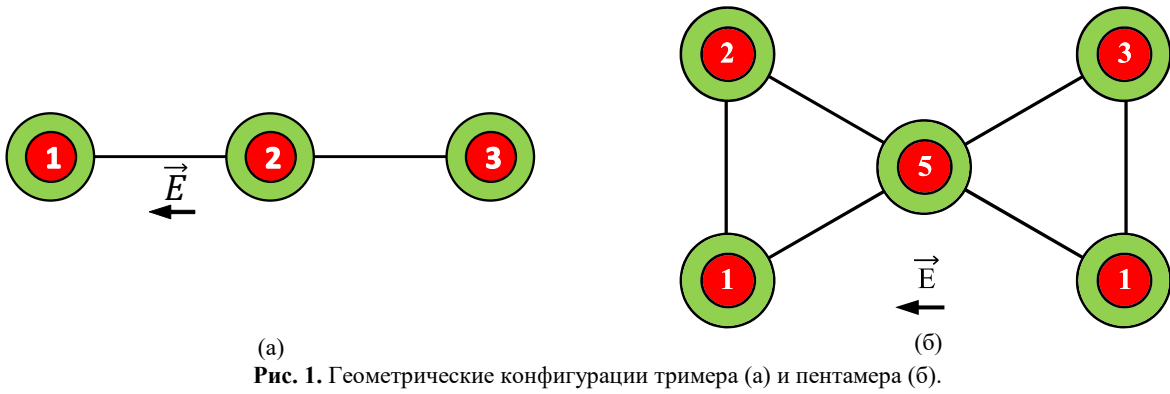 1 2 3
E
(а)
2 3
5
1 1
E
(б)
Рис. 1. Геометрические конфигурации тримера (а) и пентамера (б).